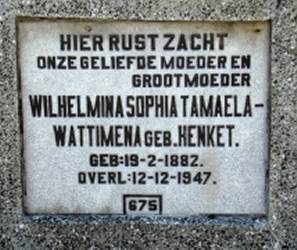 HIER RUST ZACHT
ONZE GELIEFDE MOEDER EN
GROOTMOEDER
WILHELMINA SOPHIA TAMAELA-
WATTIMENA GEB. HENKET.
GEB: 19-2-1882.
OVERL: 12-12-1947.
675